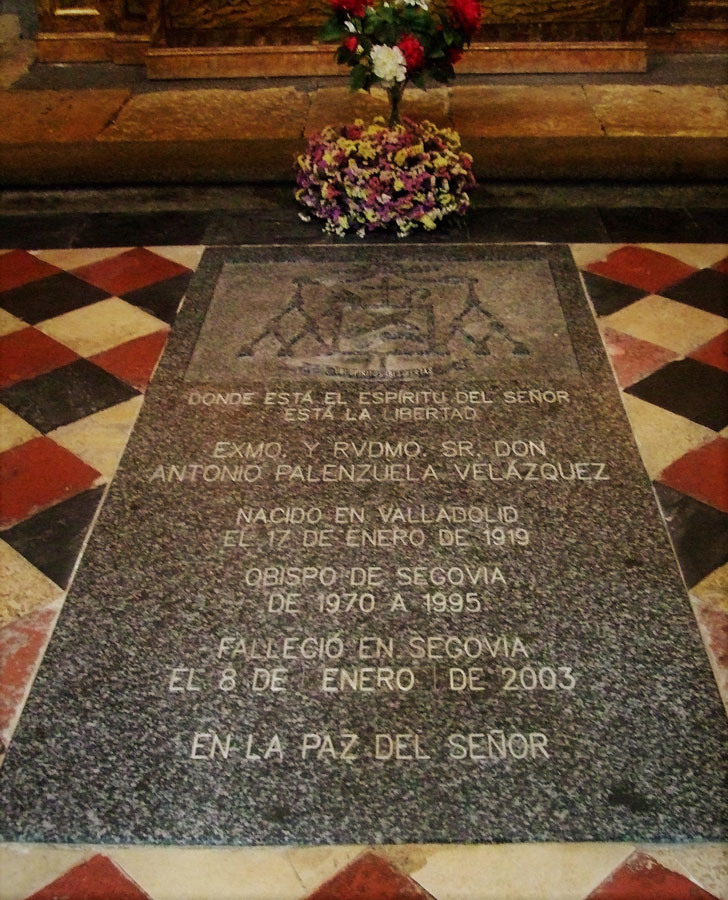 DONDE ESTÁ EL ESPÍRITU DEL SEÑOR
ESTÁ LA LIBERTAD
EXMO. Y RVDMO. SR. DON
ANTONIO PALENZUELA VELÁZQUEZ
NACIDO EN VALLADOLID
EL 17 DE ENERO DE 1919
OBISPO DE SEGOVIA
DE 1970 A 1995
FALLECIÓ EN SEGOVIA
EL 8 DE ENERO DE 2003
EN LA PAZ DEL SEÑOR